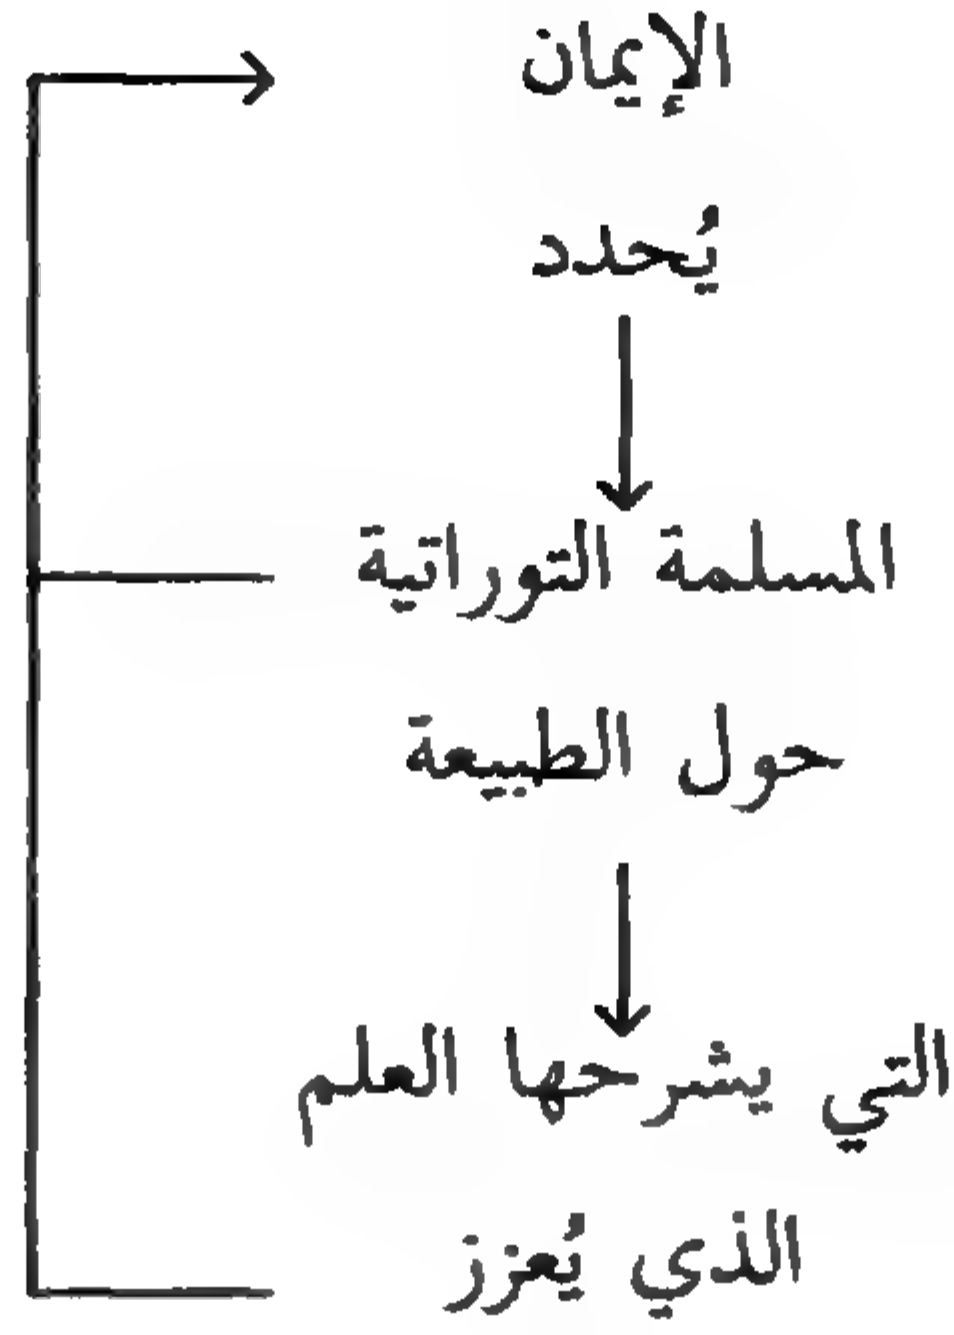 الإيمان
يُحدد
المسلمة التوراتية
حول الطبيعة
التي يشرحها العلم
الذي يُعزز